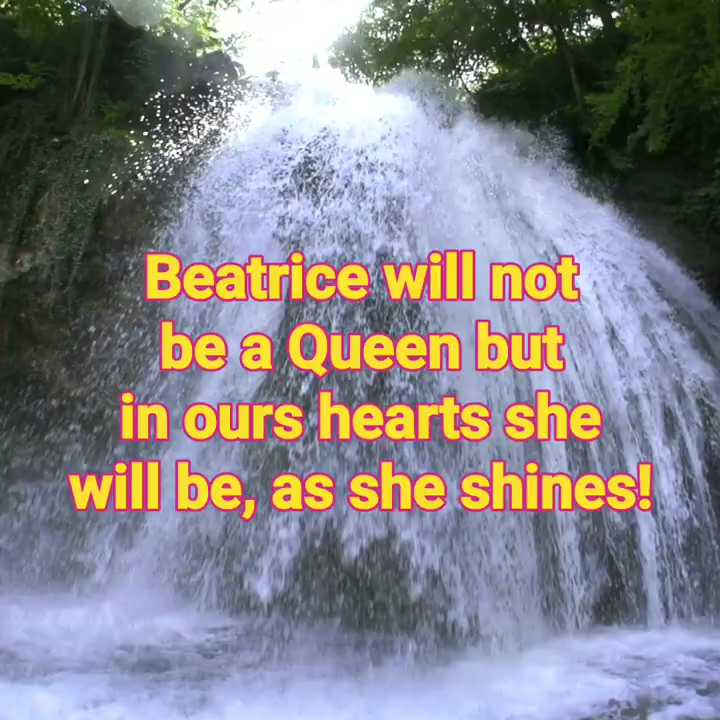 Beatrice will not
be a Queen but
in ours hearts she
will be, as she shines!